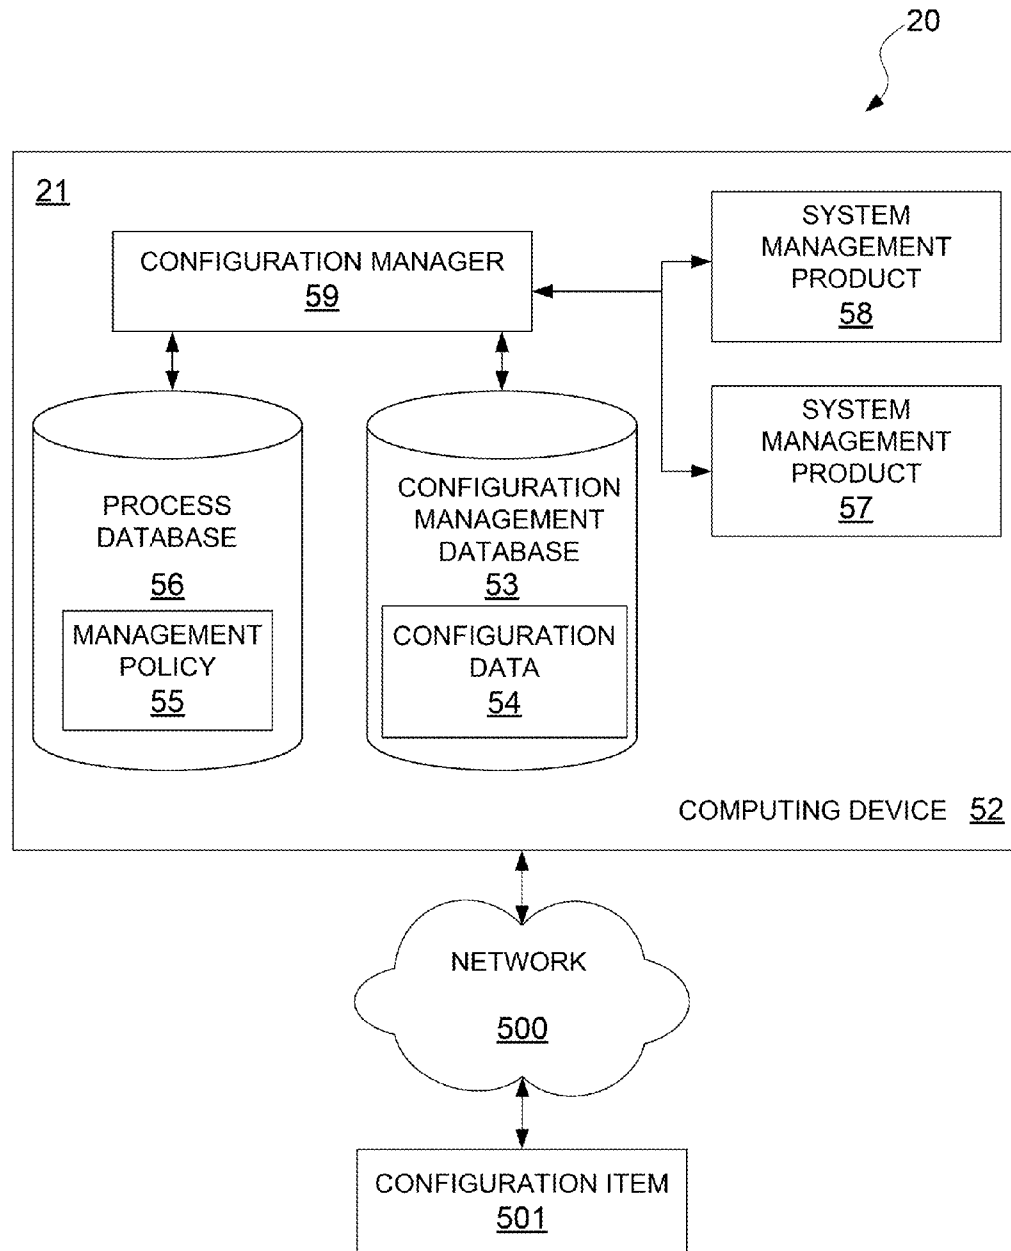 20
21
CONFIGURATION MANAGER
59
SYSTEM
MANAGEMENT
PRODUCT
58
SYSTEM
MANAGEMENT
PRODUCT
57
PROCESS
DATABASE
56
MANAGEMENT
POLICY
55
CONFIGURATION
MANAGEMENT
DATABASE
53
CONFIGURATION
DATA
54
COMPUTING DEVICE 52
NETWORK
500
CONFIGURATION ITEM
501